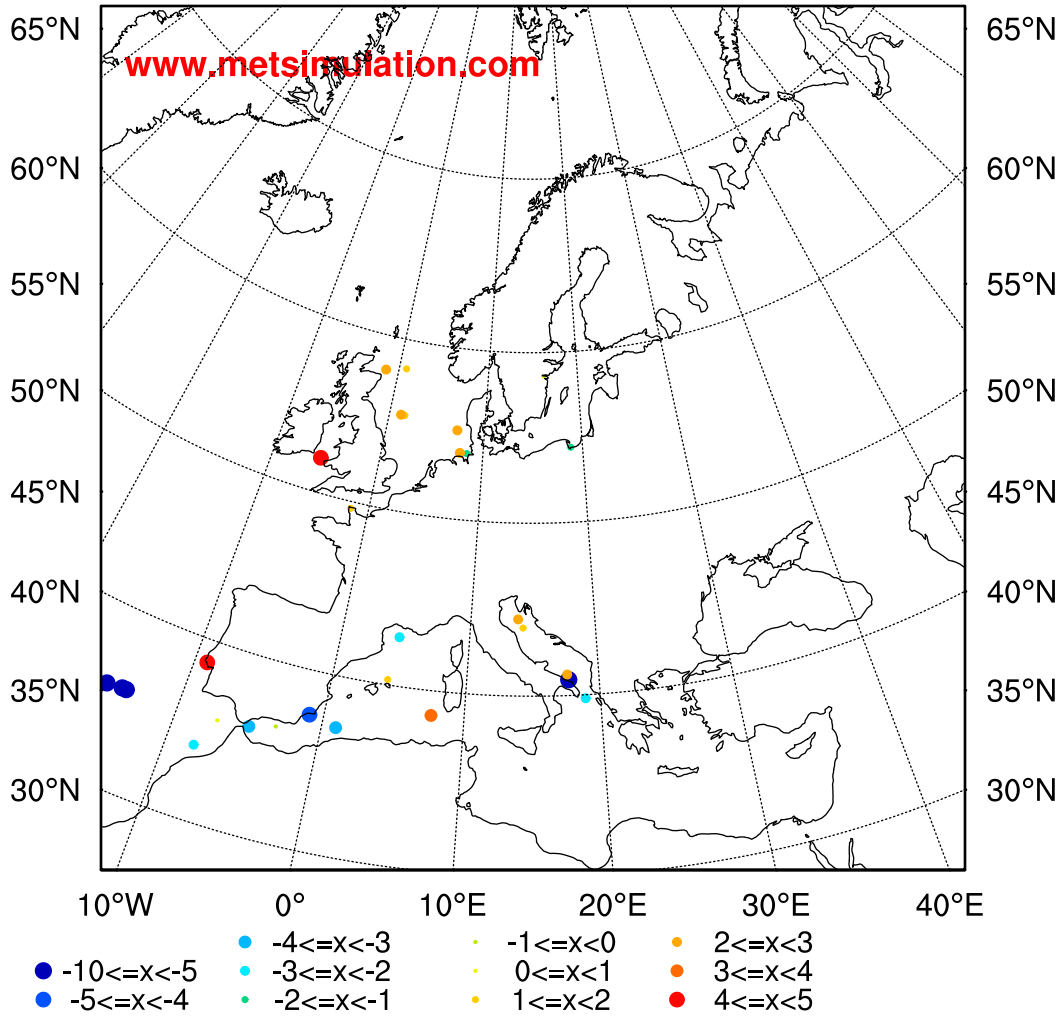 www.metsimulation.com
65°N 65°N
60°N 60°N
55°N 55°N
50°N 50°N
45°N 45°N
40°N 40°N
35°N 35°N
30°N 30°N
10°W 0° 10°E 20°E 30°E 40°E
-4<=x<-3 -1<=x<0 2<=x<3
-10<=x<-5 -3<=x<-2 0<=x<1 3<=x<4
-5<=x<-4 -2<=x<-1 1<=x<2 4<=x<5